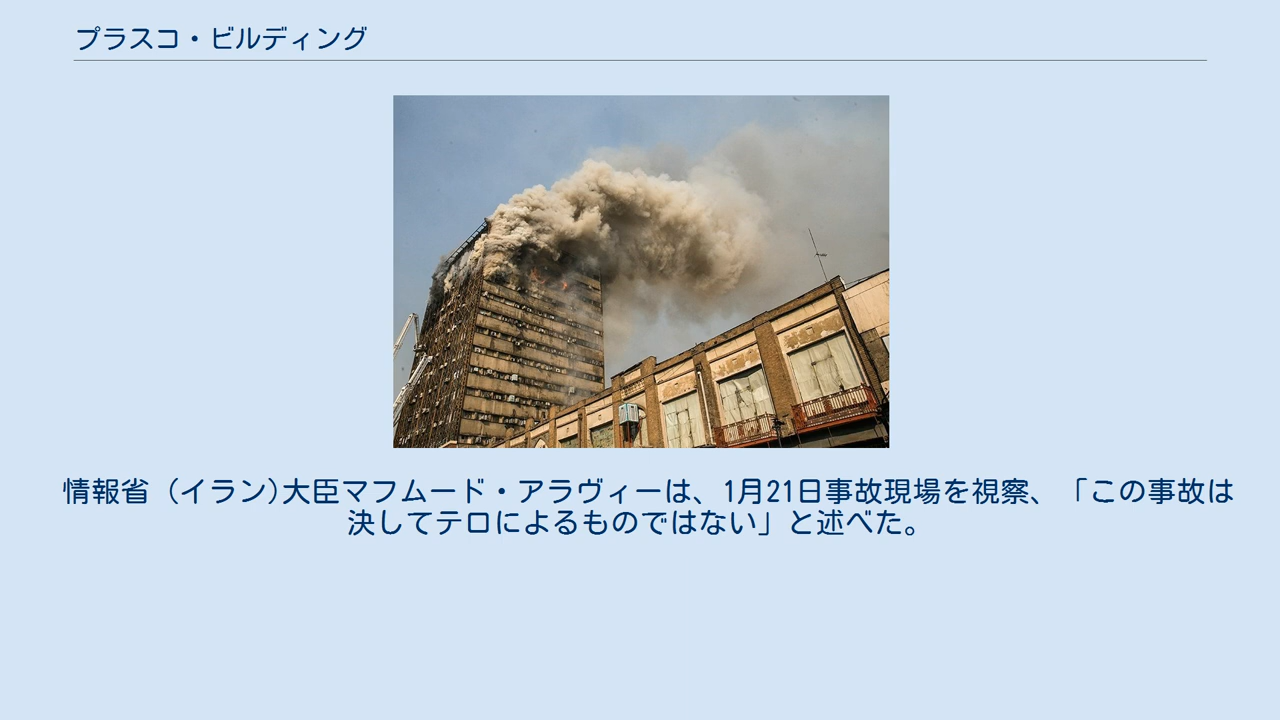 プラスコ・ビルディング
情報省（イラン)大臣マフムード・アラヴィーは、1月21日事故現場を視察、「この事故は
決してテロによるものではない」と述べた。